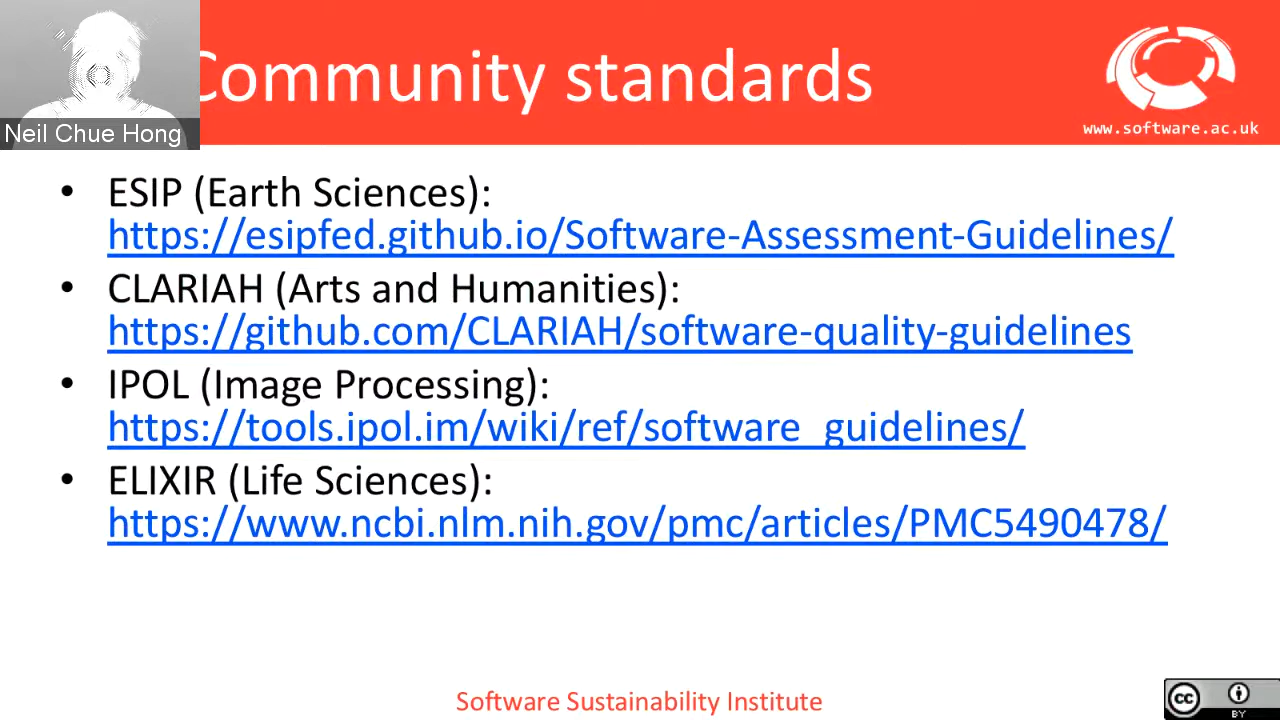 Community standards
www.software.ac.uk
Neil Chue Hong
• ESIP (Earth Sciences):
https://esipfed.github.io/Software-Assessment-Guidelines/
• CLARIAH (Arts and Humanities):
https://github.com/CLARIAH/software-quality-guidelines
• IPOL (Image Processing):
https://tools.ipol.im/wiki/ref/software_guidelines/
• ELIXIR (Life Sciences):
https://www.ncbi.nlm.nih.gov/pmc/articles/PMC5490478/
Software Sustainability Institute
cc
BY